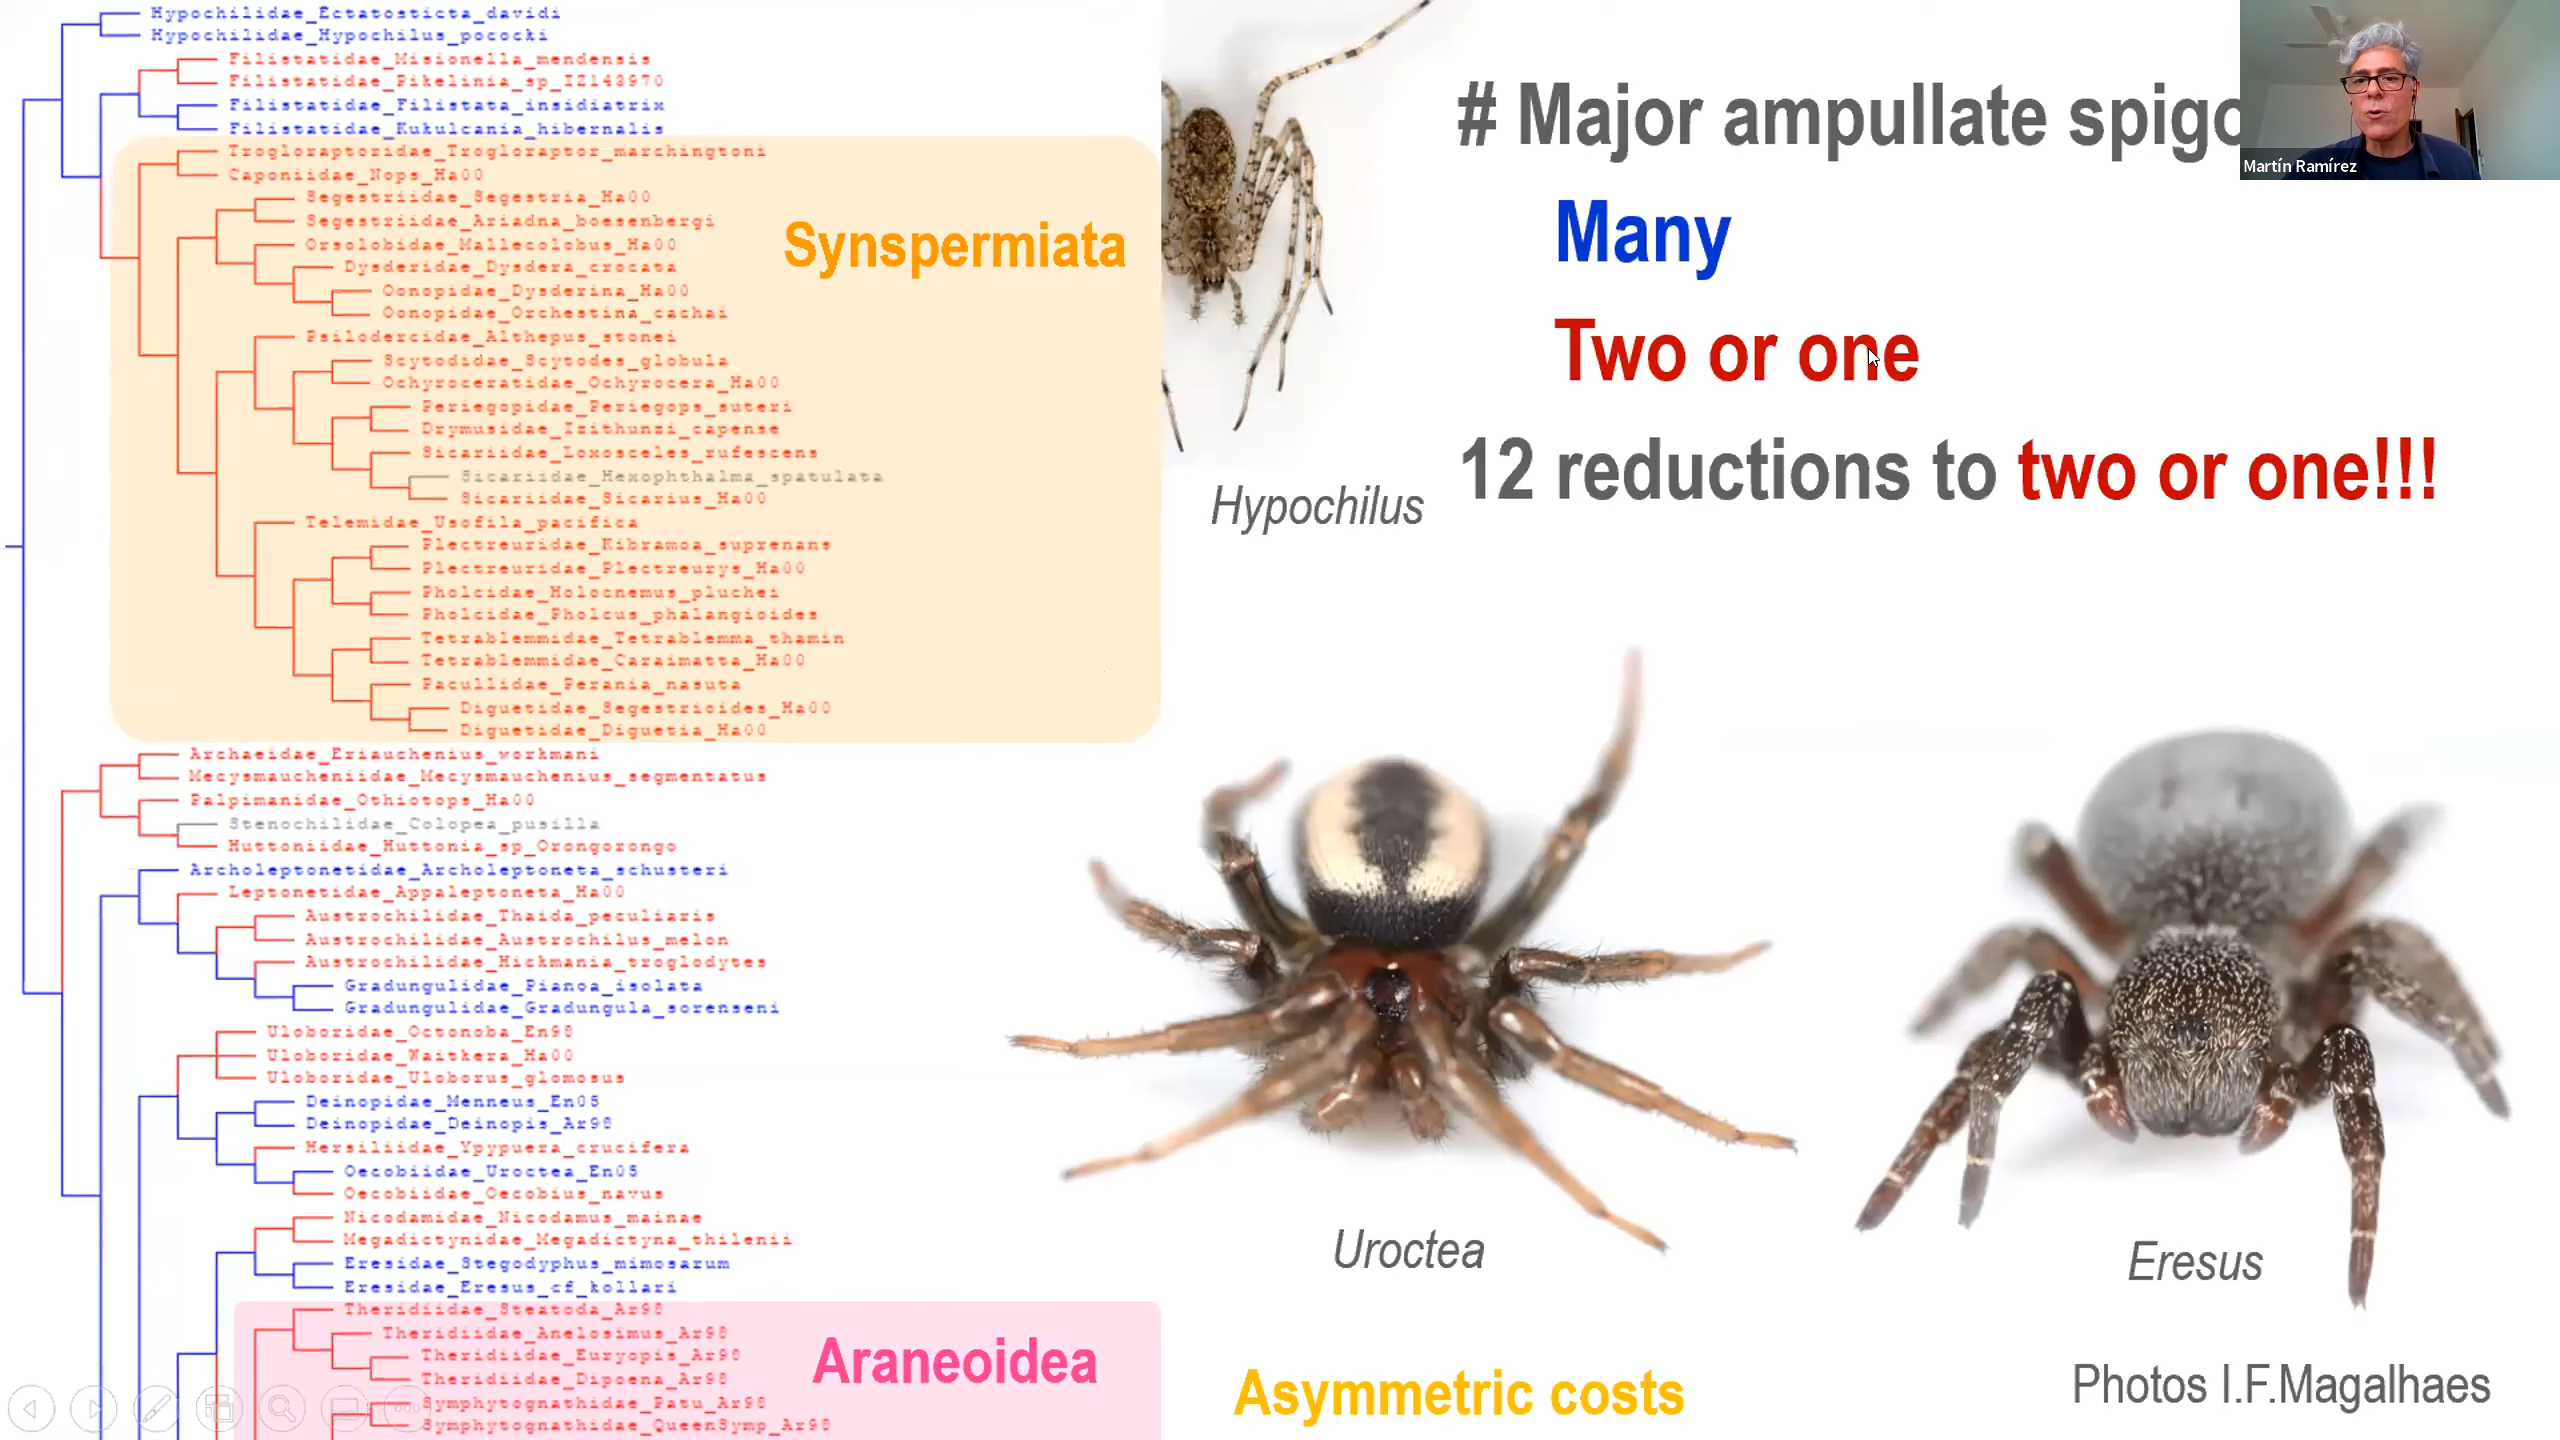 Hypochilidae_Ectatosticta_davidi
Hypochilidae_Hypochilus_pococki
Filistatidae_Misionella_mendensis
Filistatidae_Pikelinia_sp_IZ143970
Filistatidae_Filistata_insidiatrix
Filistatidae_Kukulcania_hibernalis
Trogloraptoridae_Trogloraptor_marchingtoni
Caponiidae_Nops_Ha00
Segestriidae_Segestria_Ha00
Segestriidae_Ariadna_boesenbergi
Orsolobidae_Mallecolobus_Ha00
Dysderidae_Dysdera_crocata
Oonopidae_Dysderina_Ha00
Oonopidae_Orchestina_cachai
Psilodercidae_Althepus_stonei
Scytodidae_Scytodes_globula
Ochyroceratidae_Ochyrocera_Ha00
Periegopidae_Periegops_suteri
Drymusidae_Izithunzi_capense
Sicariidae_Loxosceles_rufescens
Sicariidae_Hexophthalma_spatulata
Sicariidae_Sicarius_Ha00
Telemidae_Usofila_pacifica
Plectreuridae_Kibramoa_suprenans
Plectreuridae_Plectreurys_Ha00
Pholcidae_Holocnemus_pluchei
Pholcidae_Pholcus_phalangioides
Tetrablemmidae_Tetrablemma_thamin
Tetrablemmidae_Caraimatta_Ha00
Pacullidae_Perania_nasuta
Diguetidae_Segestrioides_Ha00
Diguetidae_Diguetia_Ha00
Archaeidae_Eriauchenius_workmani
Mecysmaucheniidae_Mecysmauchenius_segmentatus
Palpimanidae_Othiotops_Ha00
Stenochilidae_Colopea_pusilla
Huttoniidae_Huttonia_sp_Orongorongo
Archoleptonetidae_Archoleptoneta_schusteri
Leptonetidae_Appaleptoneta_Ha00
Austrochilidae_Thaida_peculiaris
Austrochilidae_Austrochilus_melon
Austrochilidae_Hickmania_troglodytes
Gradungulidae_Pianoa_isolata
Gradungulidae_Gradungula_sorenseni
Uloboridae_Octonoba_En98
Uloboridae_Waitkera_Ha00
Uloboridae_Uloborus_glomosus
Deinopidae_Menneus_En05
Deinopidae_Deinopis_Ar98
Hersiliidae_Ypypuera_crucifera
Oecobiidae_Uroctea_En05
Oecobiidae_Oecobius_navus
Nicodamidae_Nicodamus_mainae
Megadictynidae_Megadictyna_thilenii
Eresidae_Stegodyphus_mimosarum
Eresidae_Eresus_cf_kollari
Theridiidae_Steatoda_Ar98
Theridiidae_Anelosimus_Ar98
Theridiidae_Euryopis_Ar98
Theridiidae_Dipoena_Ar98
Symphytognathidae_Patu_Ar98
Symphytognathidae_QueenSymp_Ar98
Synspermiata
Araneoidea
# Major ampullate spigo
Many
Two or one
12 reductions to two or one!!!
Hypochilus
Uroctea
Eresus
Asymmetric costs
Photos I.F.Magalhaes
Martín Ramírez